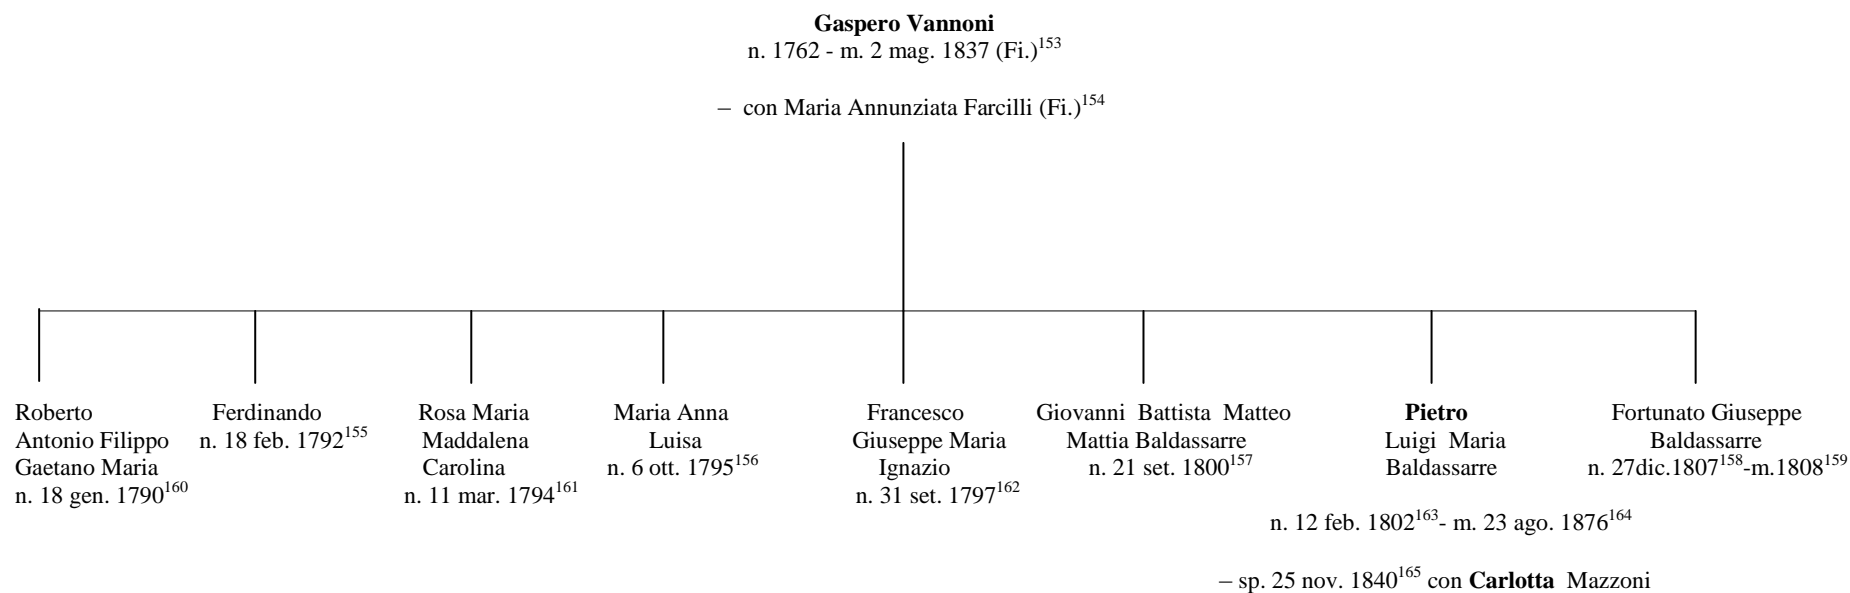 Gaspero Vannoni
n. 1762 - m. 2 mag. 1837 (Fi.)153
– con Maria Annunziata Farcilli (Fi.)154
Roberto
Antonio Filippo
Gaetano Maria
n. 18 gen. 1790160
Ferdinando
n. 18 feb. 1792155
Rosa Maria
Maddalena
Carolina
n. 11 mar. 1794161
Maria Anna
Luisa
n. 6 ott. 1795156
Francesco
Giuseppe Maria
Ignazio
n. 31 set. 1797162
Giovanni Battista Matteo
Mattia Baldassarre
n. 21 set. 1800157
Pietro
Luigi Maria
Baldassarre
n. 12 feb. 1802163- m. 23 ago. 1876164
– sp. 25 nov. 1840165 con Carlotta Mazzoni
Fortunato Giuseppe
Baldassarre
n. 27dic.1807158-m.1808159